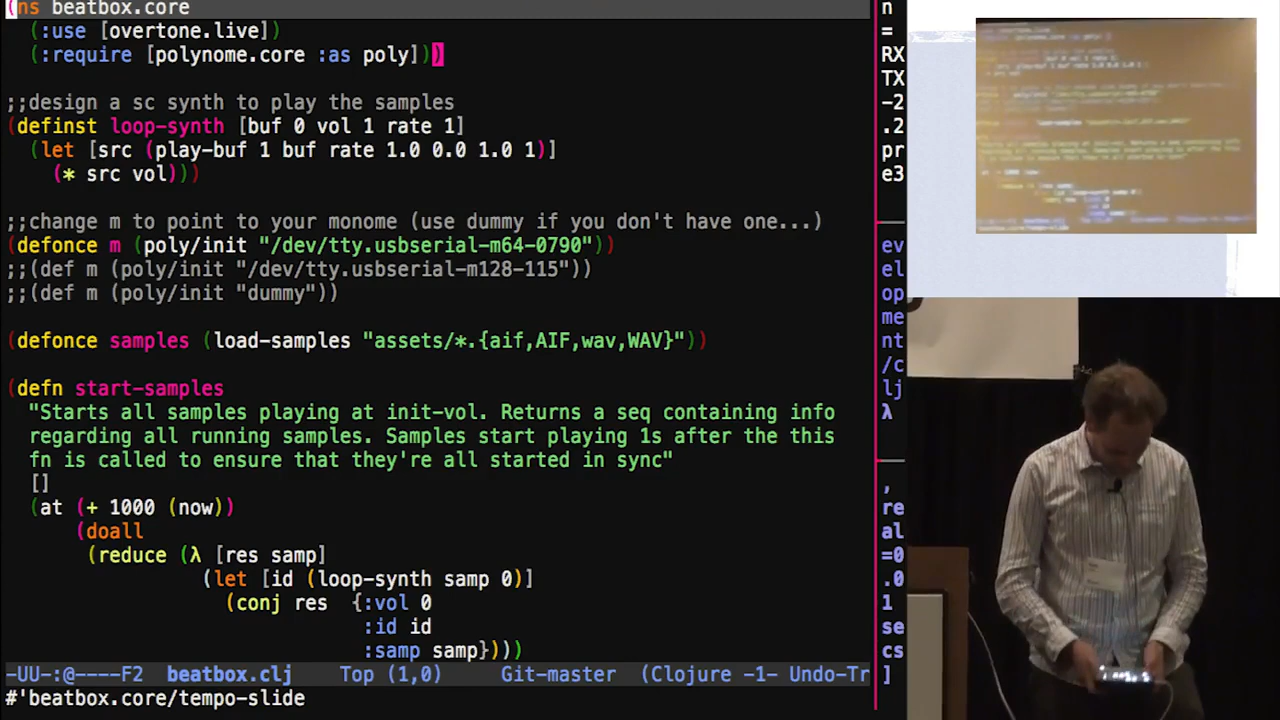 (ns beatbox.core
(:use [overtone.live])
(:require [polynome.core :as poly]))
;;design a sc synth to play the samples
(definst loop-synth [buf 0 vol 1 rate 1]
(let [src (play-buf 1 buf rate 1.0 0.0 1.0 1)]
(* src vol)))
;;change m to point to your monome (use dummy if you don't have one...)
(defonce m (poly/init "/dev/tty.usbserial-m64-0790"))
;;(def m (poly/init "/dev/tty.usbserial-m128-115"))
;;(def m (poly/init "dummy"))
(defonce samples (load-samples "assets/*.{aif,AIF,wav,WAV}"))
(defn start-samples
"Starts all samples playing at init-vol. Returns a seq containing info
regarding all running samples. Samples start playing 1s after the this
fn is called to ensure that they're all started in sync"
[]
(at (+ 1000 (now))
(doall
(reduce (λ [res samp]
(let [id (loop-synth samp 0)]
(conj res {:vol 0
:id id
:samp samp})))
-UU-:@----F2 beatbox.clj Top (1,0) Git-master (Clojure -1- Undo-Tr
#'beatbox.core/tempo-slide
n
=
RX
TX
-2
.2
pr
e3
ev
el
op
me
nt
/c
lj
λ
,
re
al
=0
.0
1
se
cs
]